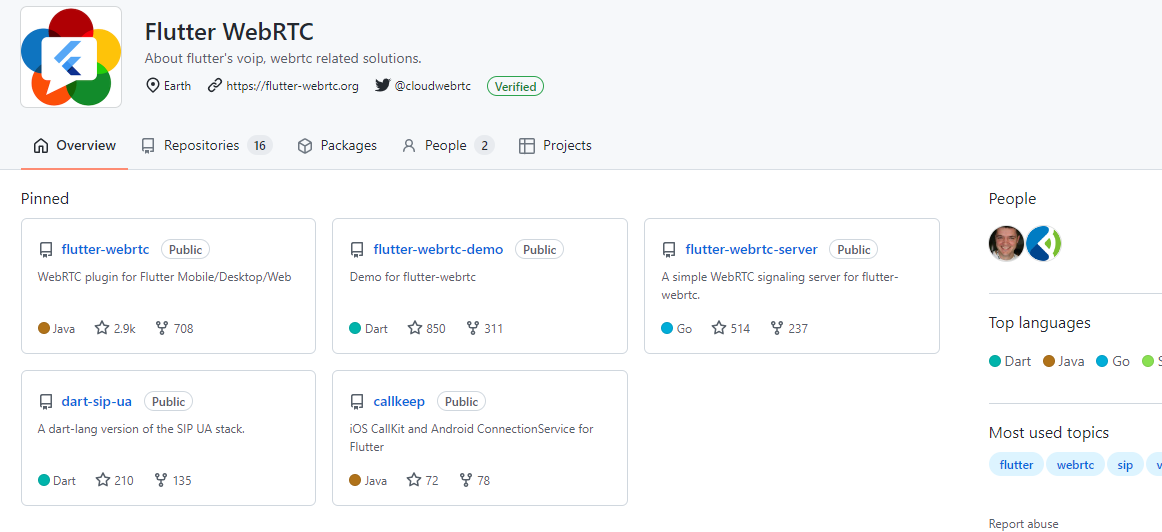 Flutter WebRTC
About flutter's voip, webrtc related solutions.
Earth https://flutter-webrtc.org @cloudwebrtc Verified
Overview Repositories 16 Packages People 2 Projects
Pinned
flutter-webrtc Public
WebRTC plugin for Flutter Mobile/Desktop/Web
Java 2.9k 708
flutter-webrtc-demo Public
Demo for flutter-webrtc
Dart 850 311
flutter-webrtc-server Public
A simple WebRTC signaling server for flutter-
webrtc.
Go 514 237
dart-sip-ua Public
A dart-lang version of the SIP UA stack.
Dart 210 135
callkeep Public
iOS CallKit and Android ConnectionService for
Flutter
Java 72 78
People
Top languages
Dart Java Go
Most used topics
flutter webrtc sip
Report abuse